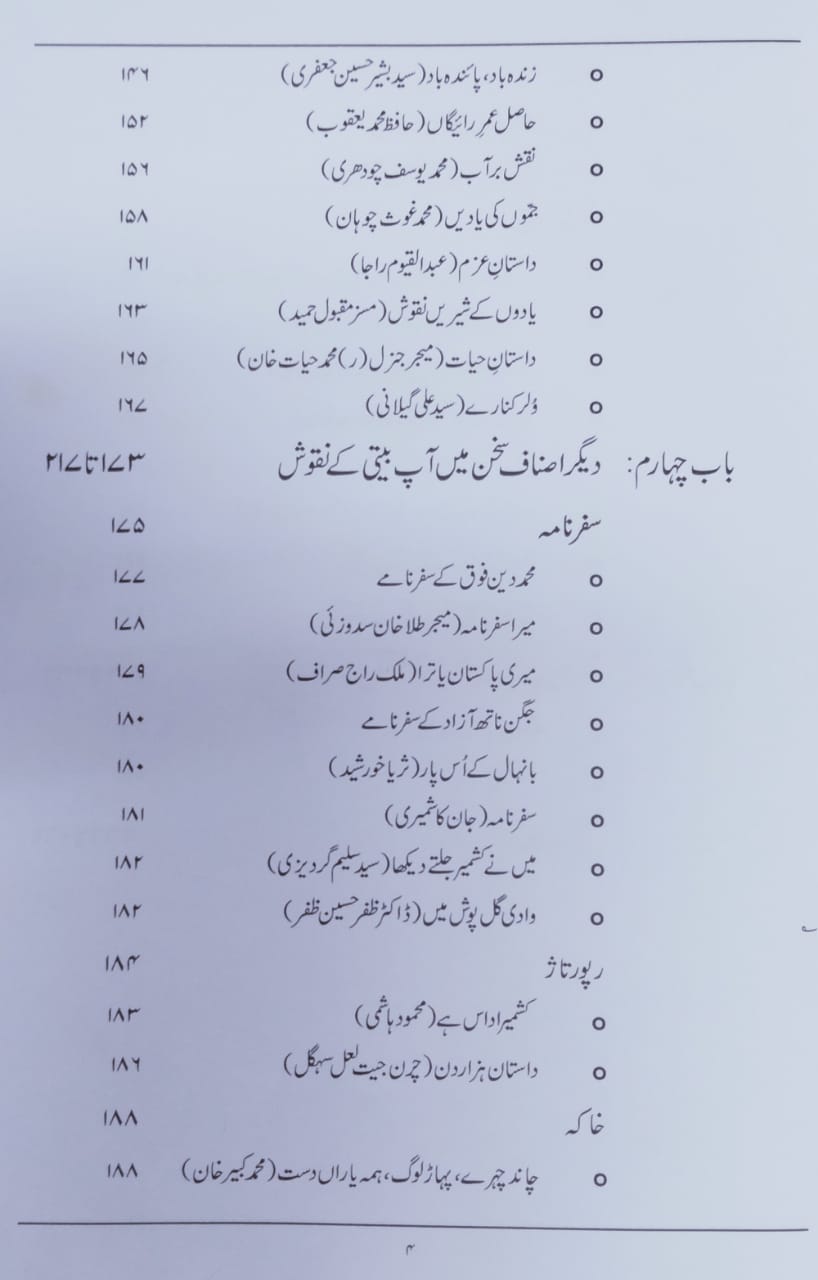 o زندہ باد، پائندہ باد (سید بشیر حسین جعفری) ۱۴۶
o حاصل عمرِ رائیگاں (حافظ محمد یعقوب) ۱۵۲
o نقش بر آب (محمد یوسف چودھری) ۱۵۶
o جموں کی یادیں (محمد غوث چوہان) ۱۵۸
o داستانِ عزم (عبدالقیوم راجا) ۱۶۱
o یادوں کے شیریں نقوش (مسز مقبول حمید) ۱۶۳
o داستانِ حیات (میجر جنرل (ر) محمد حیات خان) ۱۶۵
o وُلر کنارے (سید علی گیلانی) ۱۶۷
باب چہارم: دیگر اصناف سخن میں آپ بیتی کے نقوش ۱۷۳ تا ۲۱۷
سفرنامہ ۱۷۵
o محمد دین فوق کے سفرنامے ۱۷۷
o میرا سفرنامہ (میجر طلا خان سدوزئی) ۱۷۸
o میری پاکستان یاترا (ملک راج صراف) ۱۷۹
o جگن ناتھ آزاد کے سفرنامے ۱۸۰
o بانہال کے اُس پار (ثریا خورشید) ۱۸۰
o سفرنامہ (جان کاشمیری) ۱۸۱
o میں نے کشمیر جلتے دیکھا (سید سلیم گردیزی) ۱۸۲
o وادی گل پوش میں (ڈاکٹر ظفر حسین ظفر) ۱۸۲
رپورتاژ ۱۸۴
o کشمیر اداس ہے (محمود ہاشمی) ۱۸۳
o داستان ہزار دن (چرن جیت لعل سہگل) ۱۸۶
خاکہ ۱۸۸
o چاند چہرے، پہاڑ لوگ، ہمہ یاراں دست (محمد کبیر خان) ۱۸۸
۴